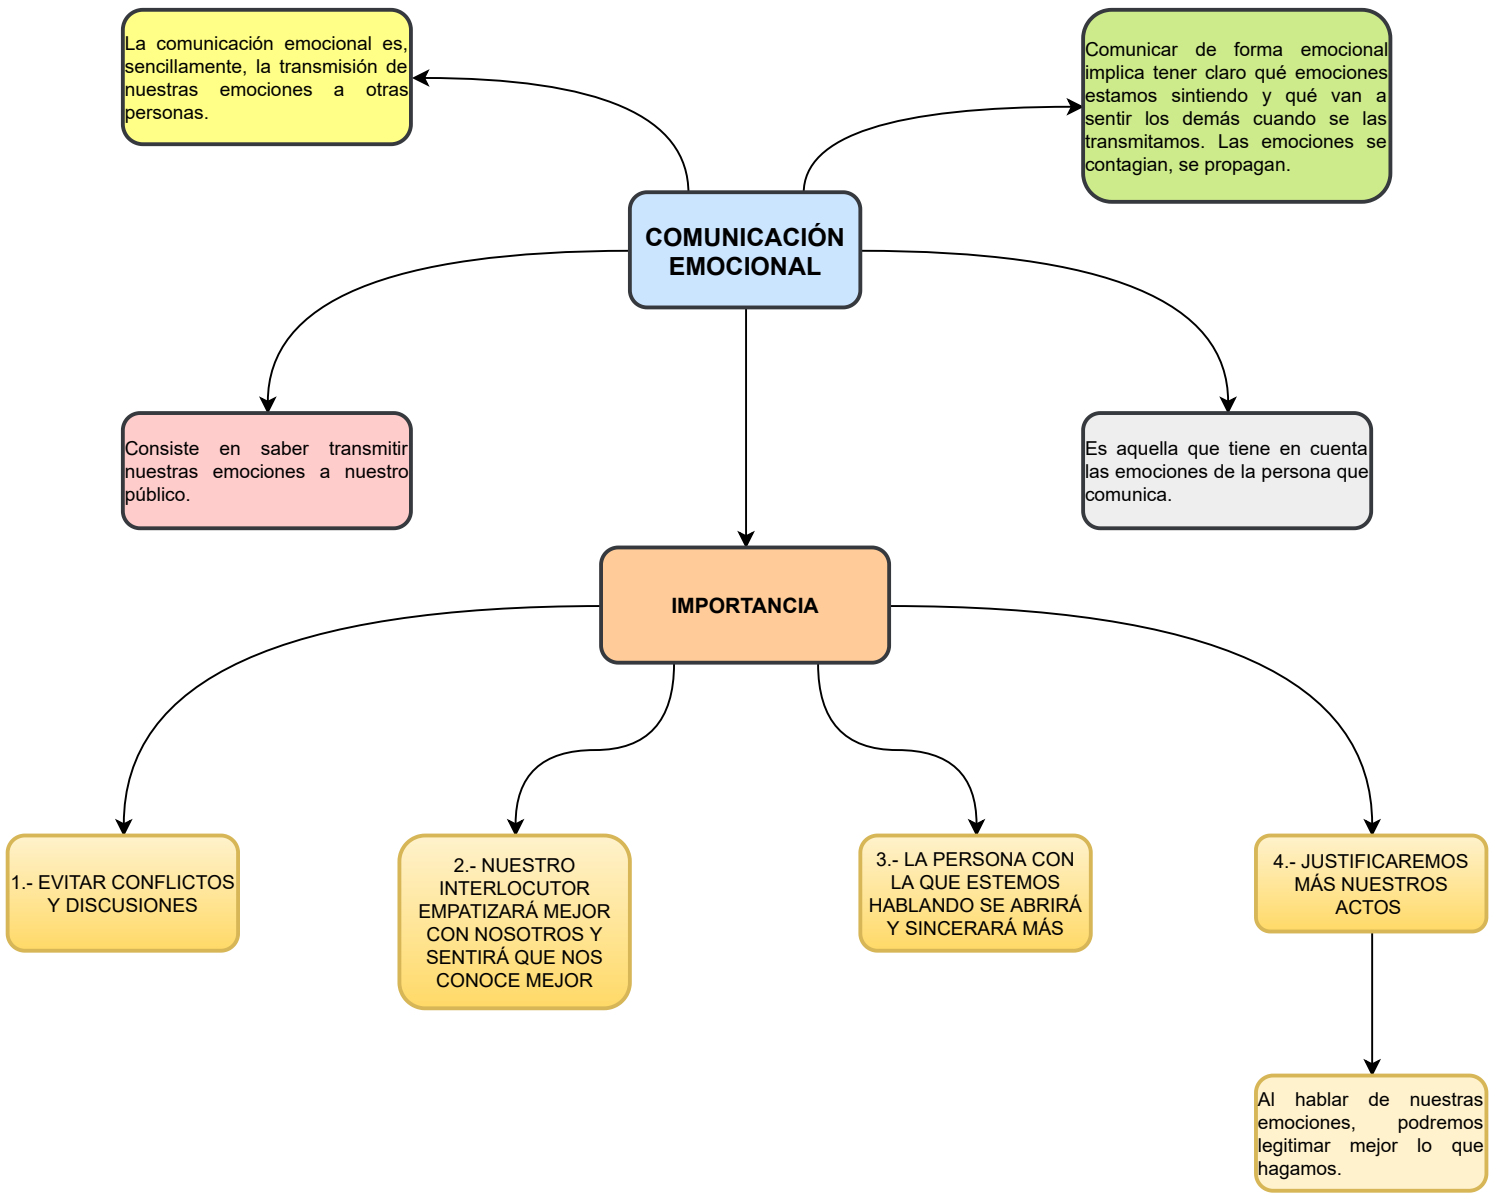 La comunicación emocional es,
sencillamente, la transmisión de
nuestras emociones a otras
personas.
Comunicar de forma emocional
implica tener claro qué emociones
estamos sintiendo y qué van a
sentir los demás cuando se las
transmitamos. Las emociones se
contagian, se propagan.
COMUNICACIÓN
EMOCIONAL
Consiste en saber transmitir
nuestras emociones a nuestro
público.
Es aquella que tiene en cuenta
las emociones de la persona que
comunica.
IMPORTANCIA
1.- EVITAR CONFLICTOS
Y DISCUSIONES
2.- NUESTRO
INTERLOCUTOR
EMPATIZARÁ MEJOR
CON NOSOTROS Y
SENTIRÁ QUE NOS
CONOCE MEJOR
3.- LA PERSONA CON
LA QUE ESTEMOS
HABLANDO SE ABRIRÁ
Y SINCERARÁ MÁS
4.- JUSTIFICAREMOS
MÁS NUESTROS
ACTOS
Al hablar de nuestras
emociones, podremos
legitimar mejor lo que
hagamos.